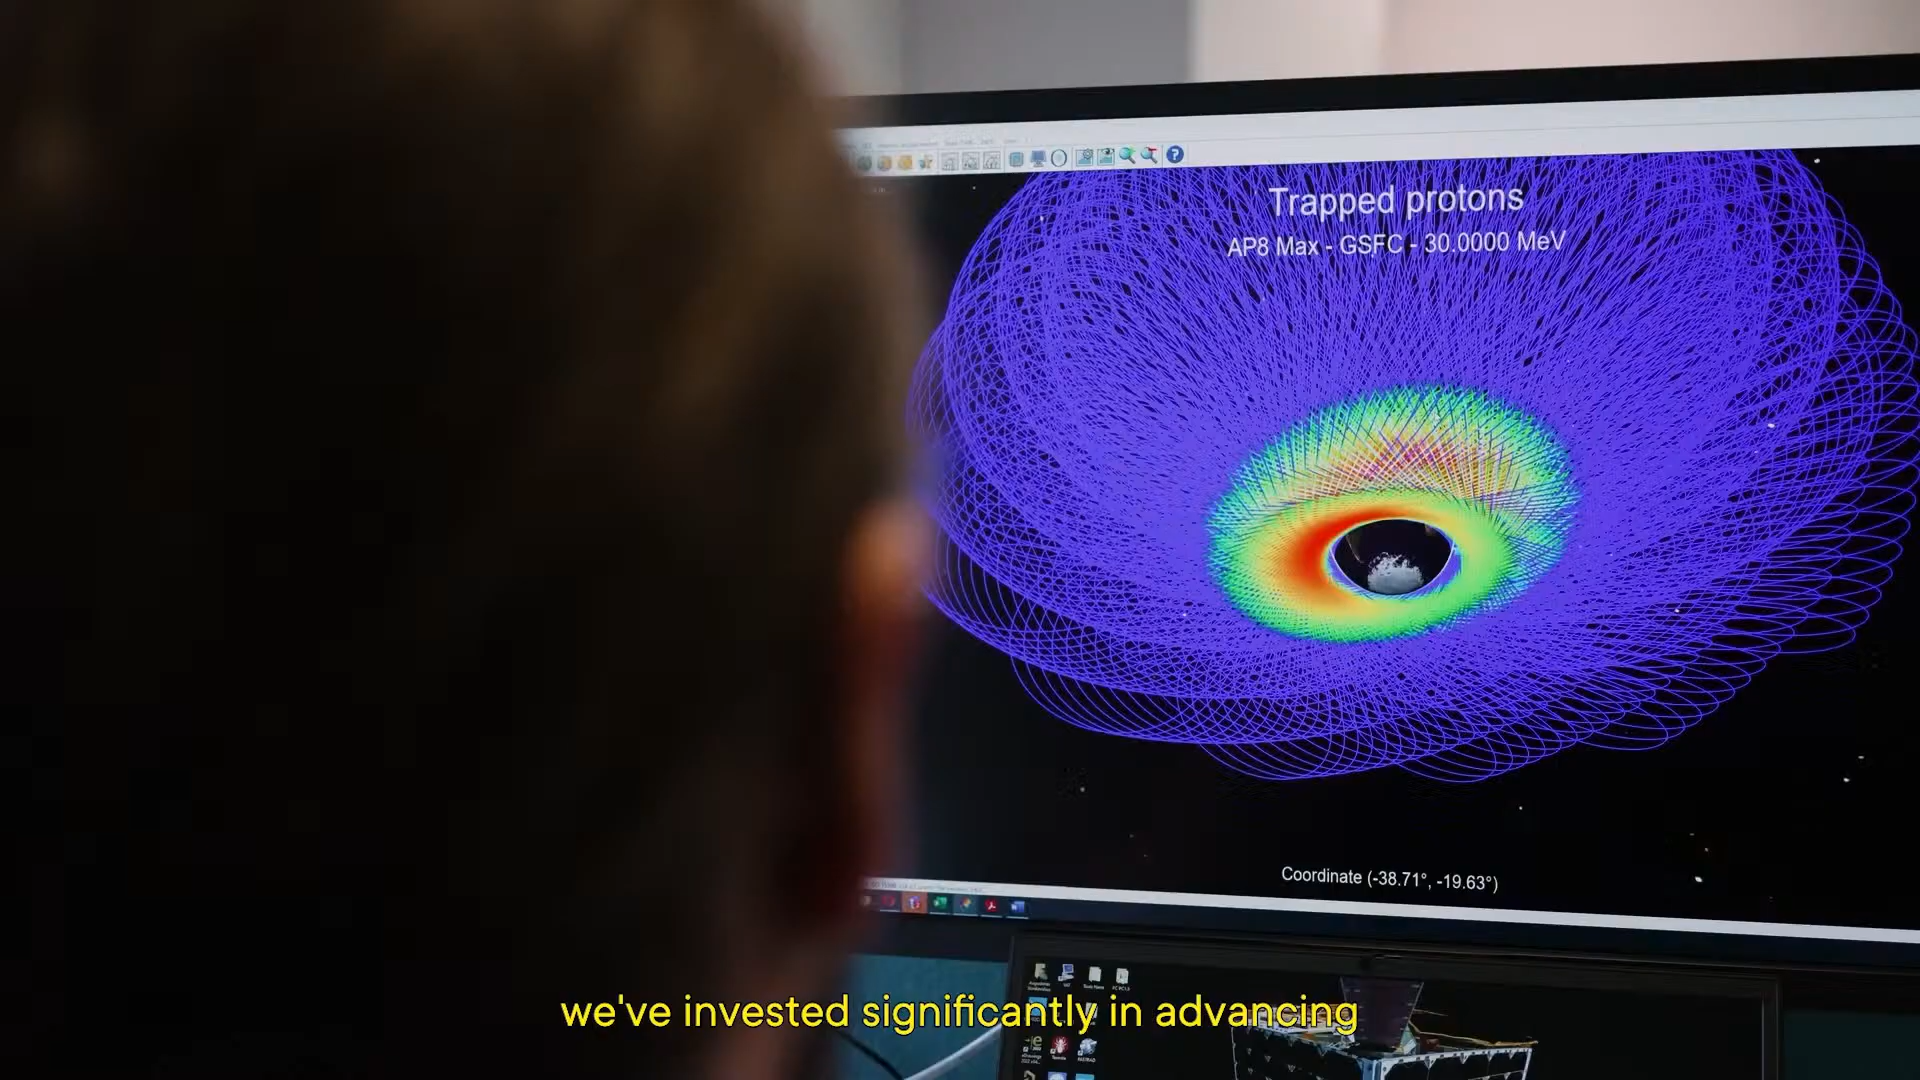 Trapped protons
AP8 Max - GSFC - 30.0000 MeV
Coordinate (-38.71°, -19.63°)
we've invested significantly in advancing